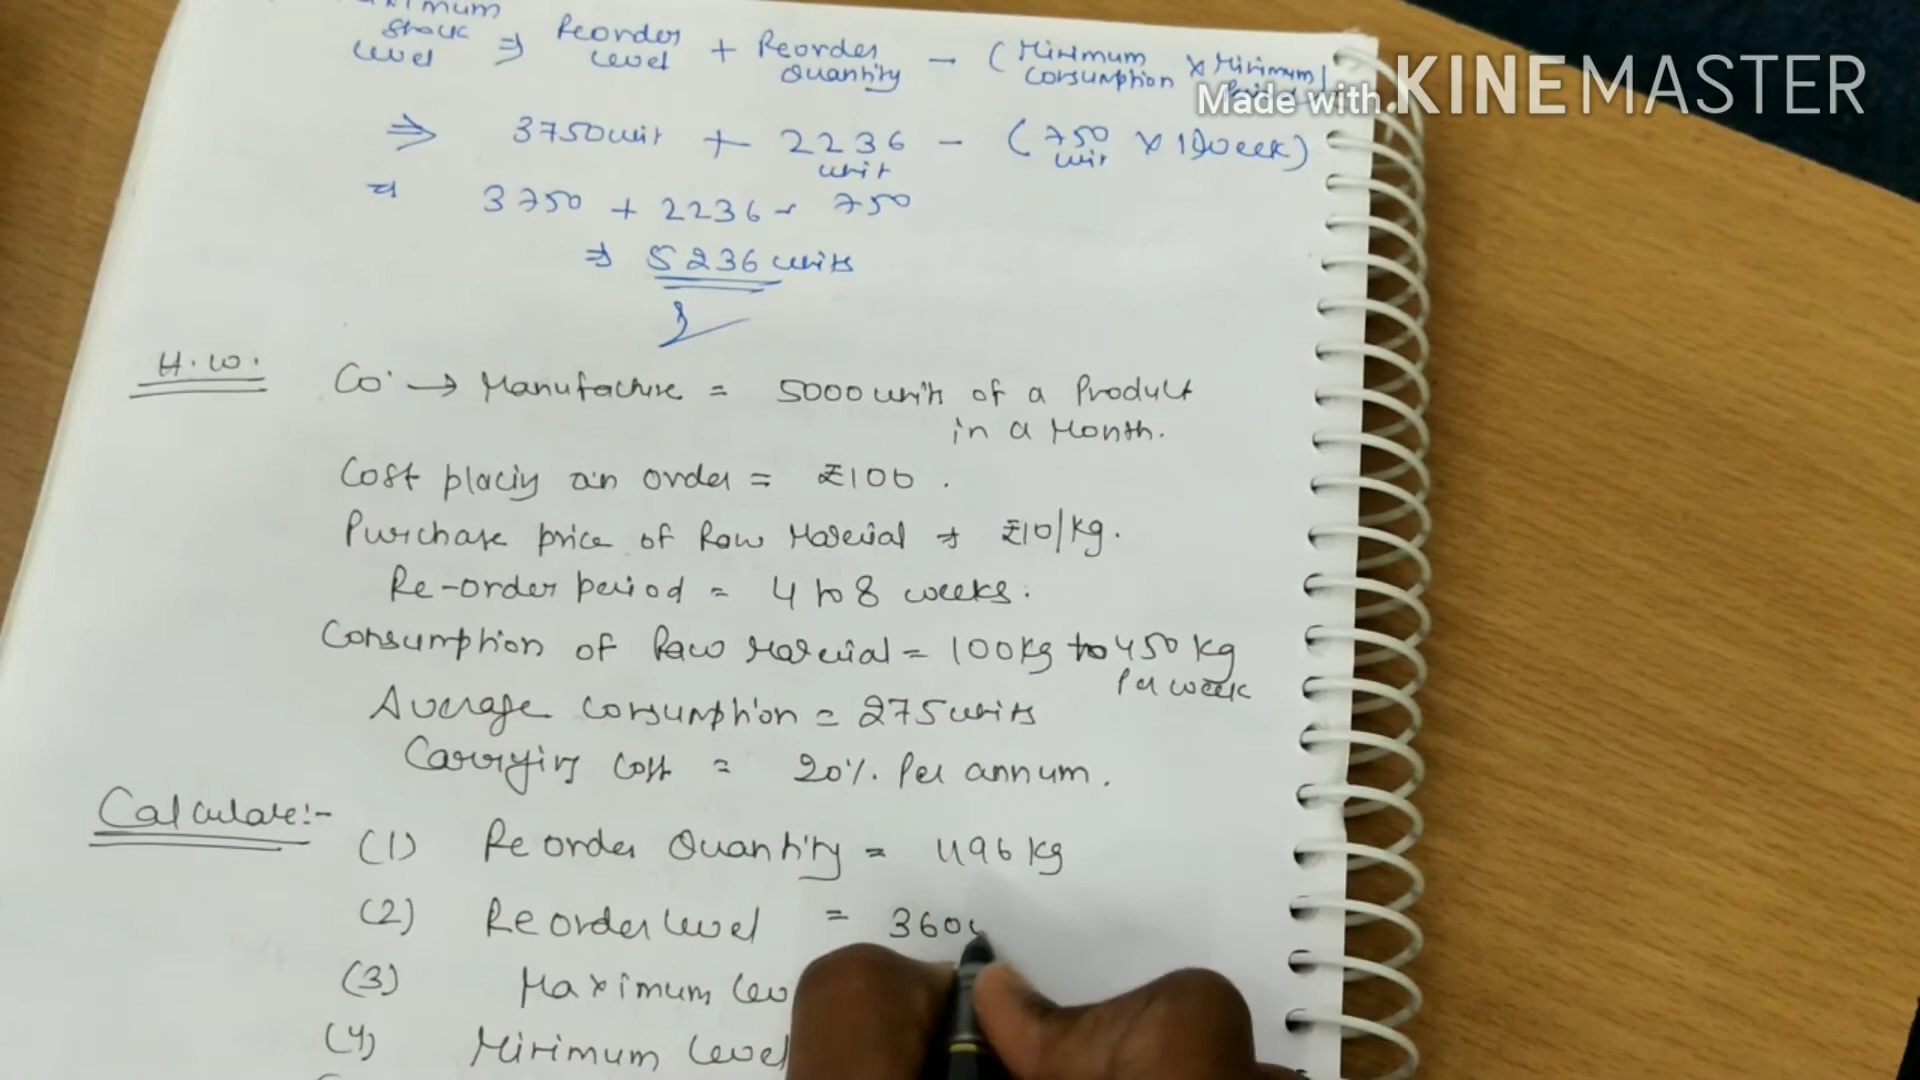 Stock Reorder + Reorder - (Minimum × Minimum
level ⇒ level Quantity Consumption
Made with KINEMASTER
⇒ 3750 unit + 2236 unit - (750 unit × 1 week)
⇒ 3750 + 2236 - 750
⇒ 5236 units
H.W. Co. → Manufacture = 5000 units of a Product
in a Month.
Cost placing an order = ₹100.
Purchase price of Raw Material → ₹10/kg.
Re-order period = 4 to 8 weeks.
Consumption of Raw Material = 100kg to 450 kg
Per week
Average consumption = 275 units
Carrying cost = 20% Per annum.
Calculate:-
(1) Reorder Quantity = 496 kg
(2) Reorder level = 360
(3) Maximum lev
(4) Minimum level